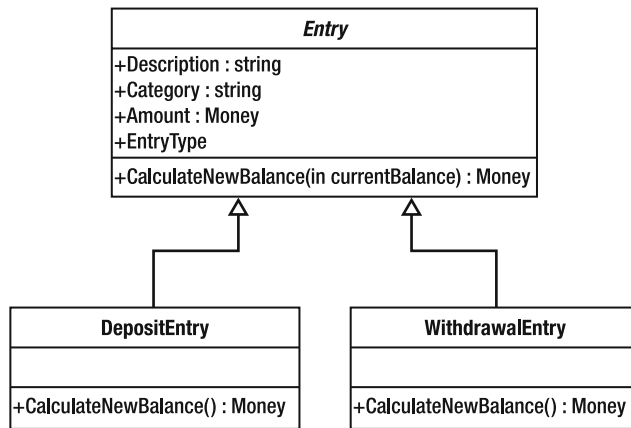 Entry
+Description : string
+Category : string
+Amount : Money
+EntryType
+CalculateNewBalance(in currentBalance) : Money
DepositEntry
WithdrawalEntry
+CalculateNewBalance() : Money
+CalculateNewBalance() : Money